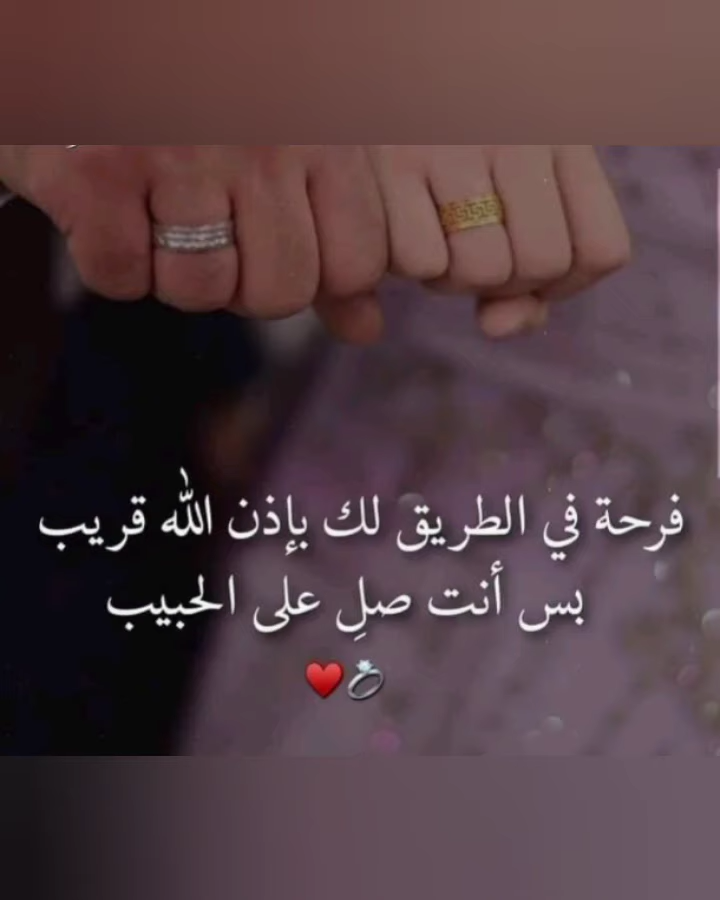 فرحة في الطريق لك بإذن الله قريب
بس أنت صلِ على الحبيب
♥️💍